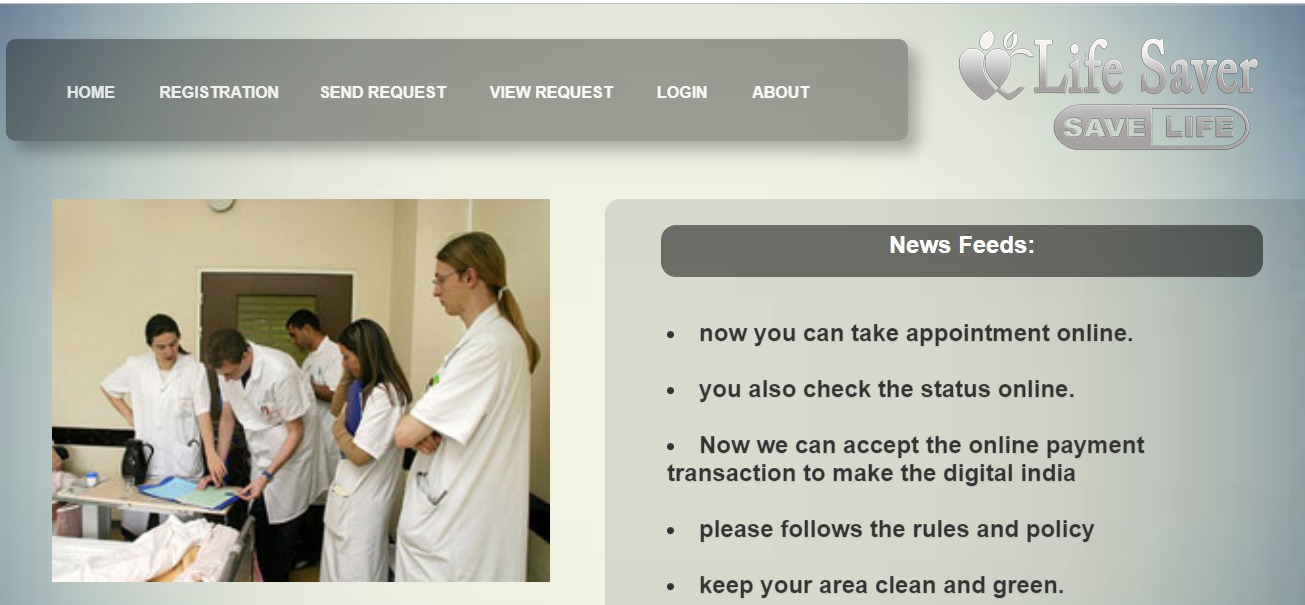 HOME REGISTRATION SEND REQUEST VIEW REQUEST LOGIN ABOUT
Life Saver
SAVE LIFE
News Feeds:
• now you can take appointment online.
• you also check the status online.
• Now we can accept the online payment
transaction to make the digital india
• please follows the rules and policy
• keep your area clean and green.